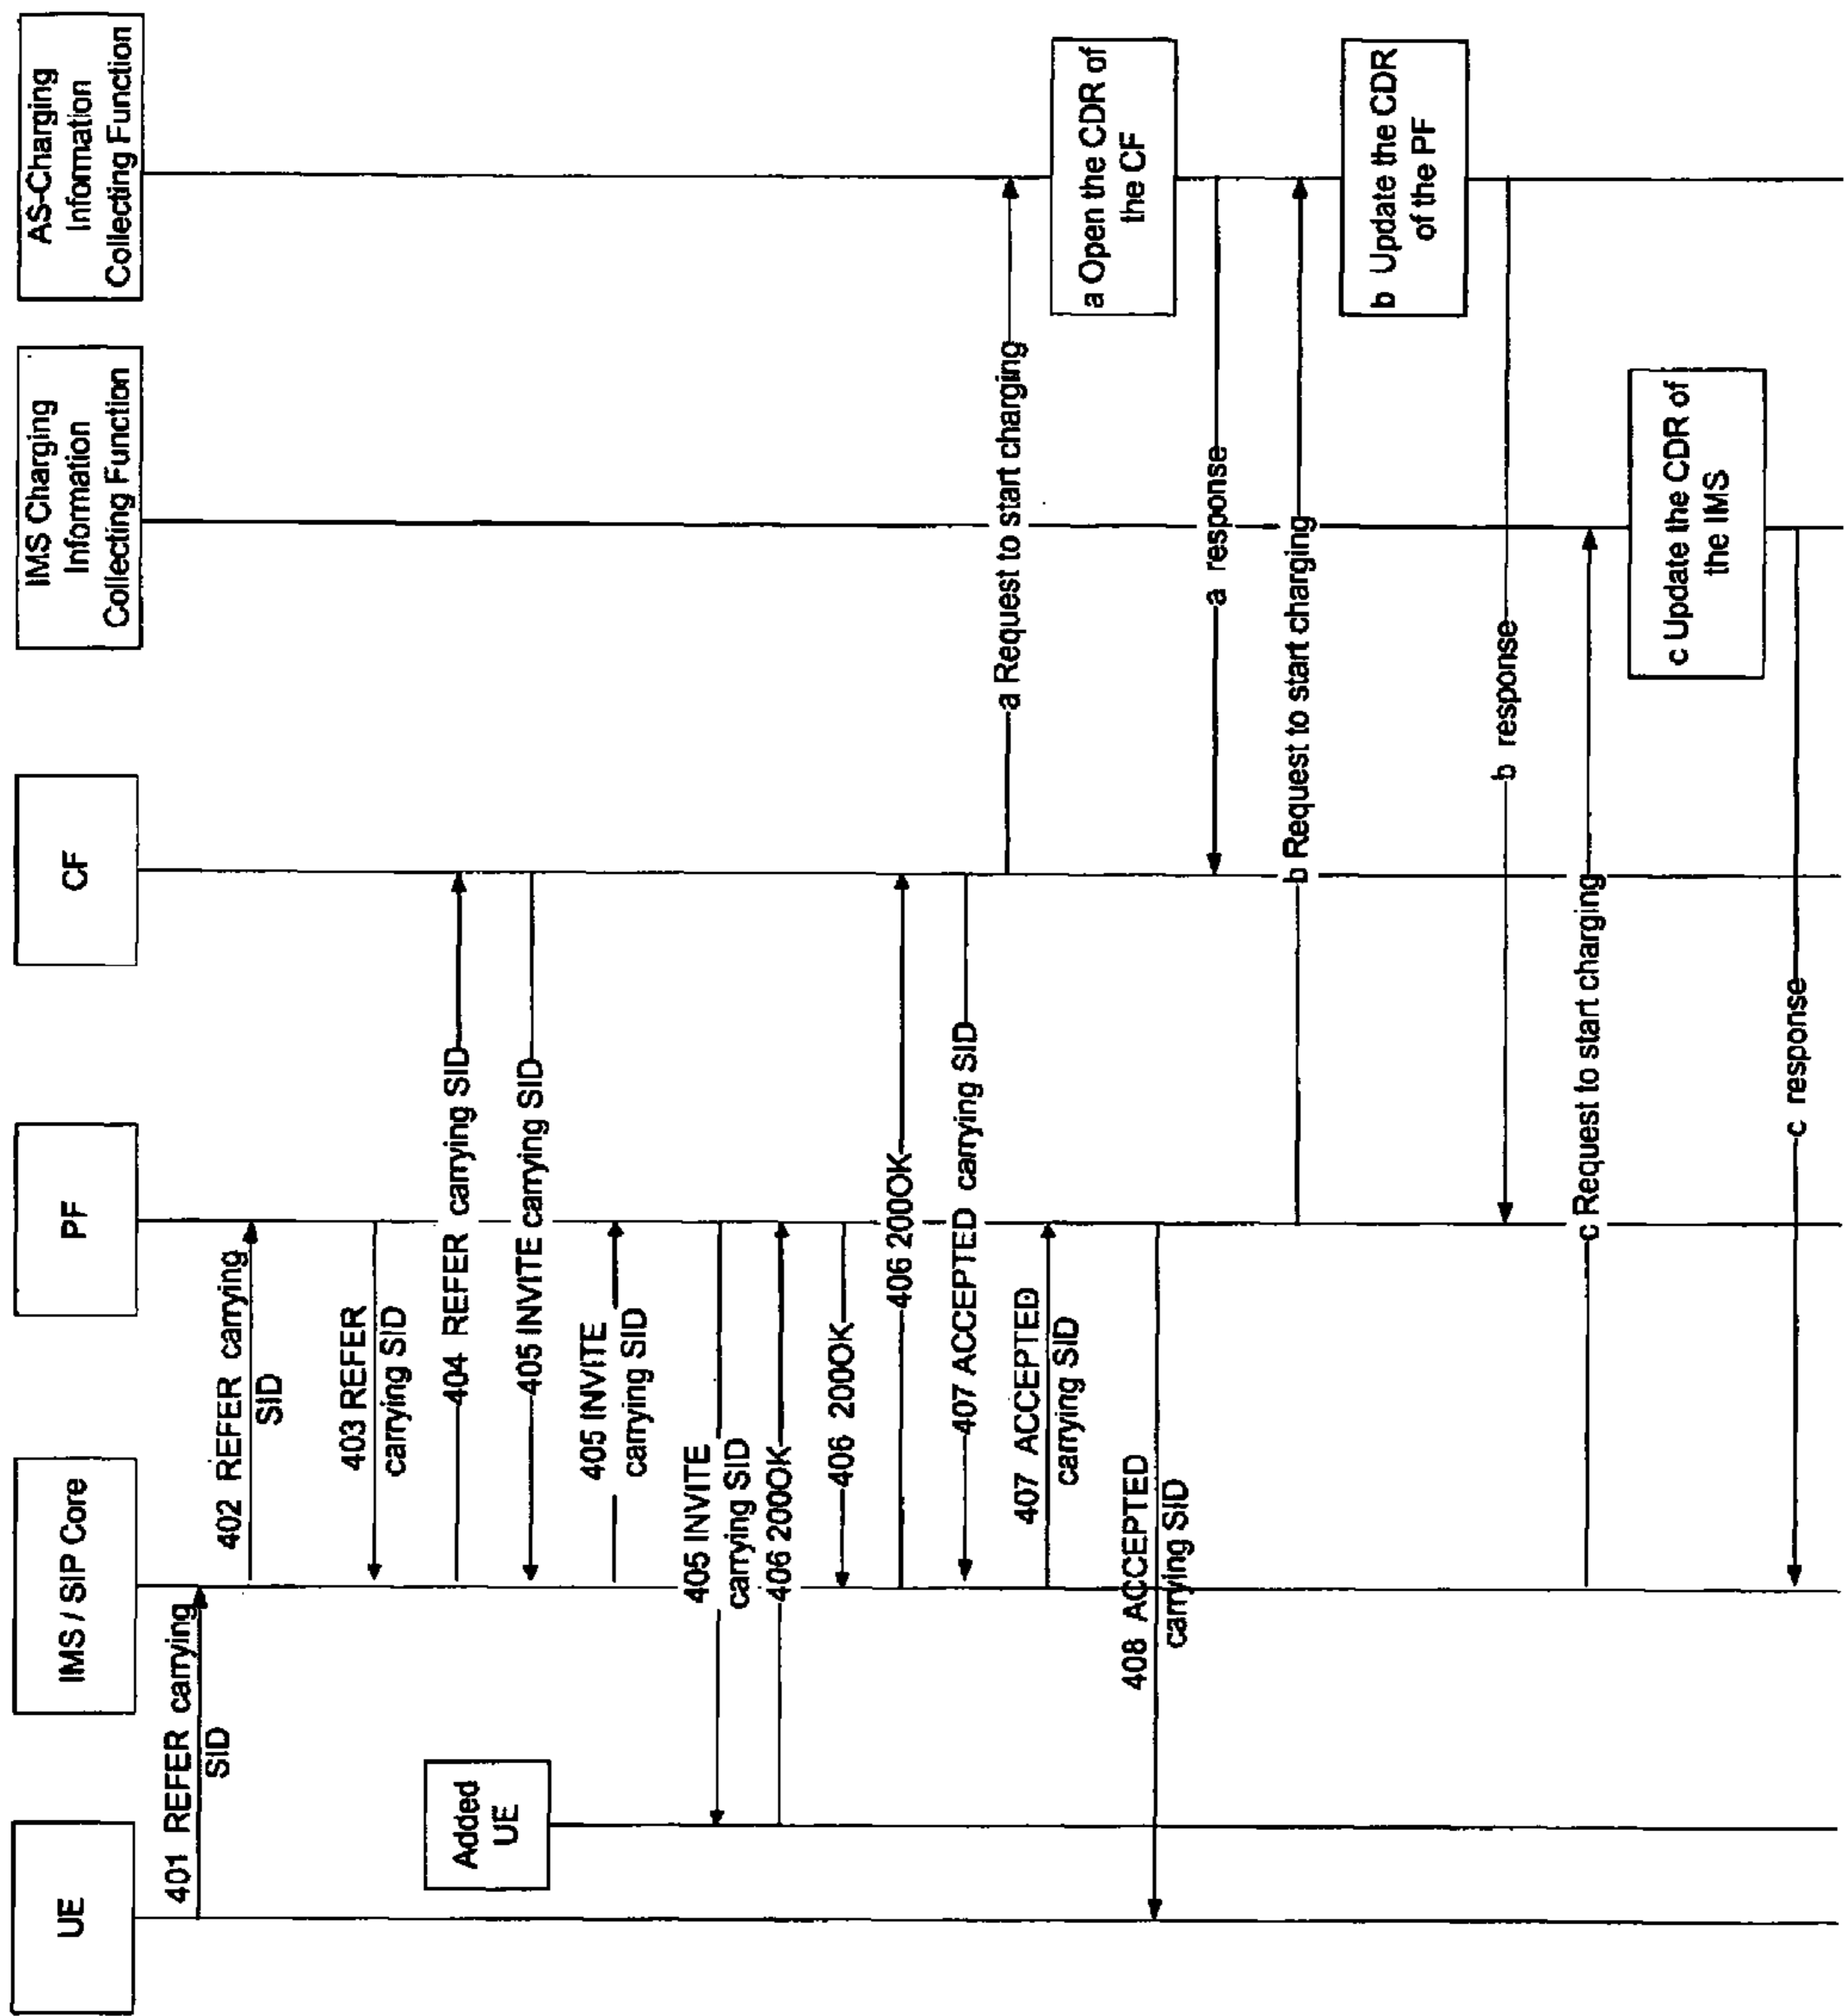 UE
IMS / SIP Core
PF
CF
IMS Charging
Information
Collecting Function
AS-Charging
Information
Collecting Function
401 REFER carrying
SID
402 REFER carrying
SID
403 REFER
carrying SID
Added
UE
404 REFER carrying SID
405 INVITE carrying SID
405 INVITE
carrying SID
405 INVITE
carrying SID
406 200OK
406 200OK
406 200OK
407 ACCEPTED carrying SID
a Request to start charging
407 ACCEPTED
carrying SID
a Open the CDR of
the CF
408 ACCEPTED
carrying SID
a response
b Request to start charging
b Update the CDR
of the PF
b response
c Request to start charging
c Update the CDR of
the IMS
c response